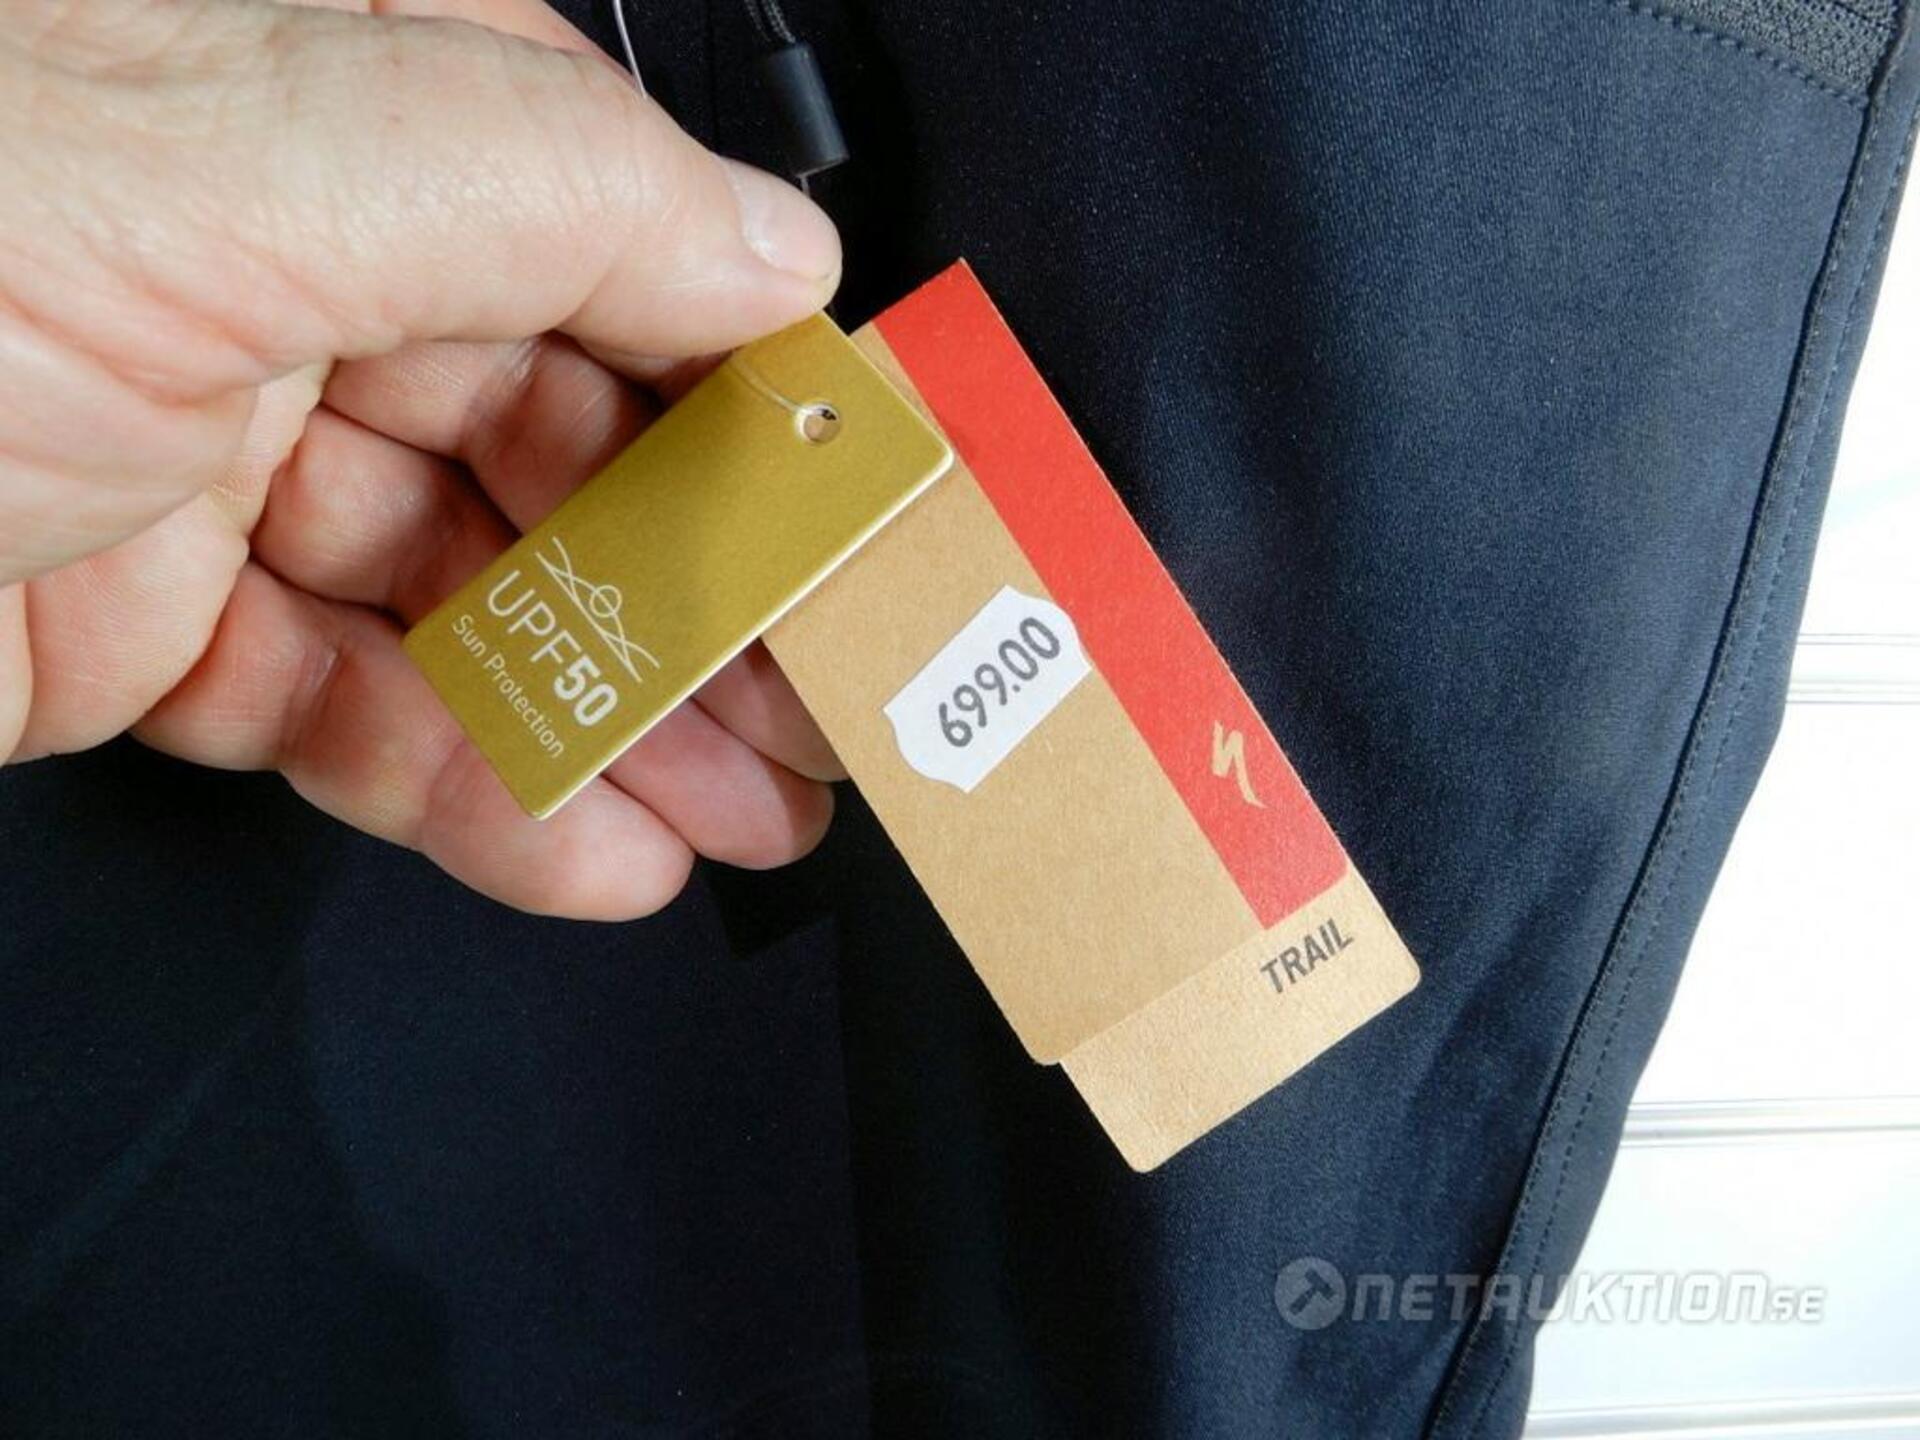 UPF50
Sun Protection
699.00
TRAIL
NETAUKTION.SE